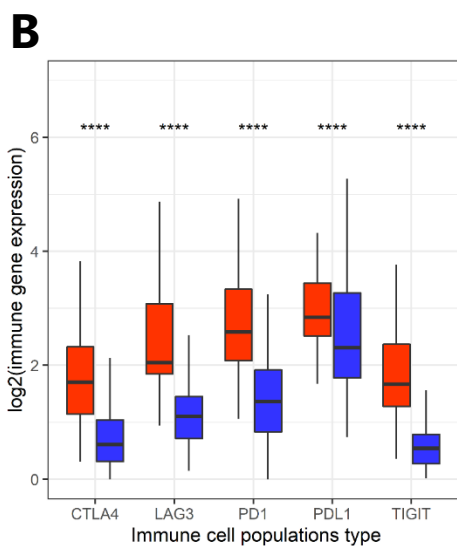 B
**** **** **** **** ****
log2(immune gene expression)
6
4
2
0
CTLA4 LAG3 PD1 PDL1 TIGIT
Immune cell populations type